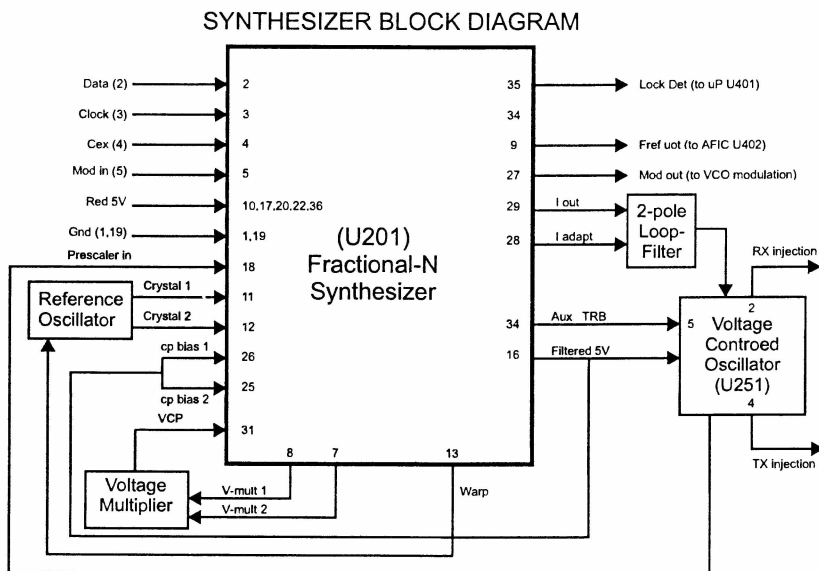 SYNTHESIZER BLOCK DIAGRAM
Data (2)
Clock (3)
Cex (4)
Mod in (5)
Red 5V
Gnd (1,19)
Prescaler in
Reference
Oscillator
Crystal 1
Crystal 2
cp bias 1
cp bias 2
VCP
Voltage
Multiplier
V-mult 1
V-mult 2
2
3
4
5
10,17,20,22,36
1,19
18
11
12
26
25
31
8
7
13
Warp
(U201)
Fractional-N
Synthesizer
35
34
9
27
29
28
34
16
Lock Det (to uP U401)
Fref uot (to AFIC U402)
Mod out (to VCO modulation)
I out
I adapt
2-pole
Loop-
Filter
Aux TRB
Filtered 5V
RX injection
2
5
Voltage
Controed
Oscillator
(U251)
4
TX injection